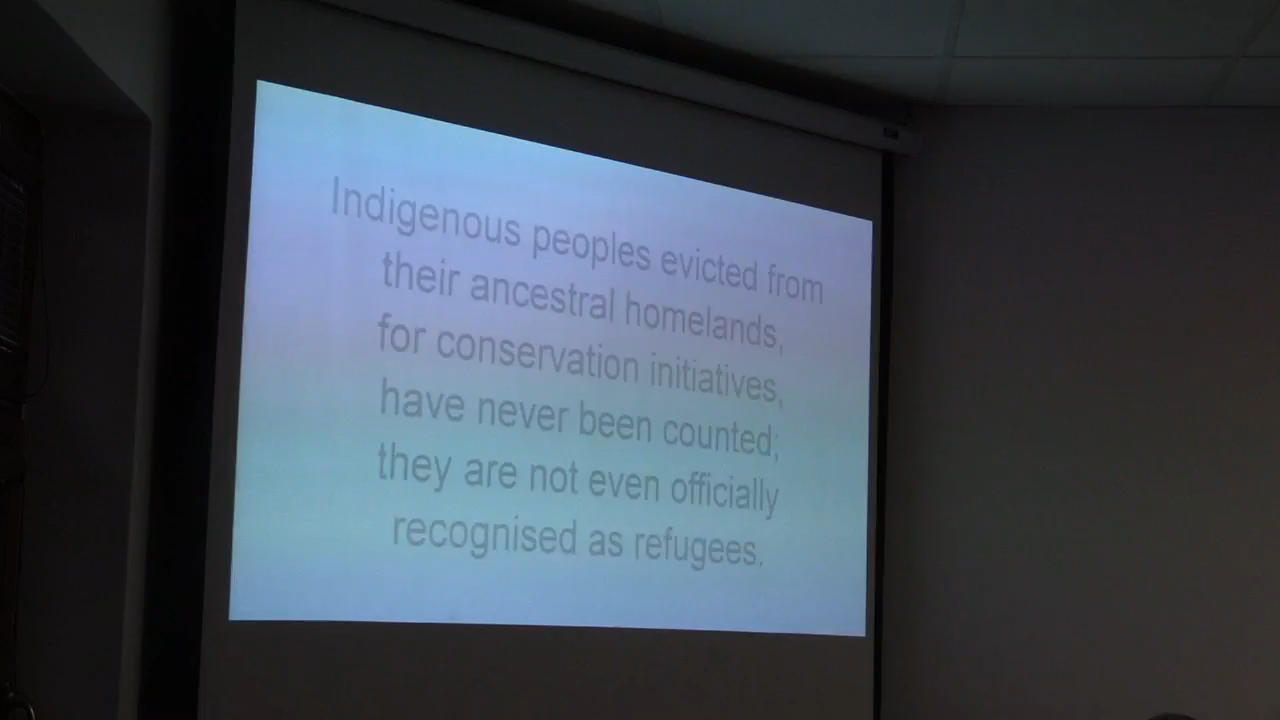 Indigenous peoples evicted from
their ancestral homelands,
for conservation initiatives,
have never been counted;
they are not even officially
recognised as refugees.